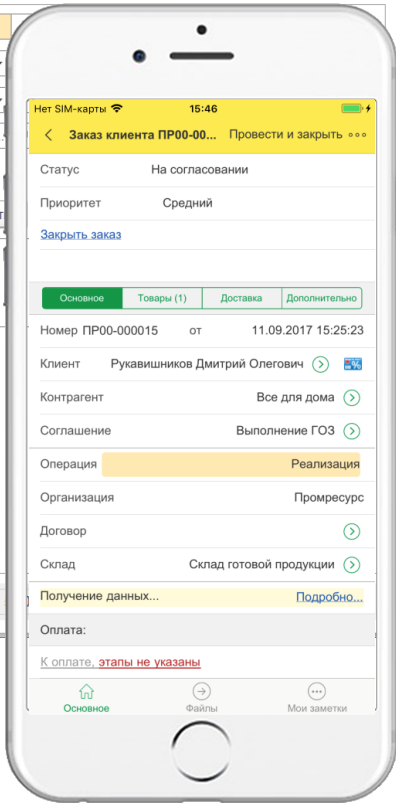 Нет SIM-карты 15:46
Заказ клиента ПР00-00... Провести и закрыть
Статус На согласовании
Приоритет Средний
Закрыть заказ
Основное Товары (1) Доставка Дополнительно
Номер ПР00-000015 от 11.09.2017 15:25:23
Клиент Рукавишников Дмитрий Олегович
Контрагент Все для дома
Соглашение Выполнение ГОЗ
Операция Реализация
Организация Промресурс
Договор
Склад Склад готовой продукции
Получение данных... Подробно...
Оплата:
К оплате, этапы не указаны
Основное Файлы Мои заметки